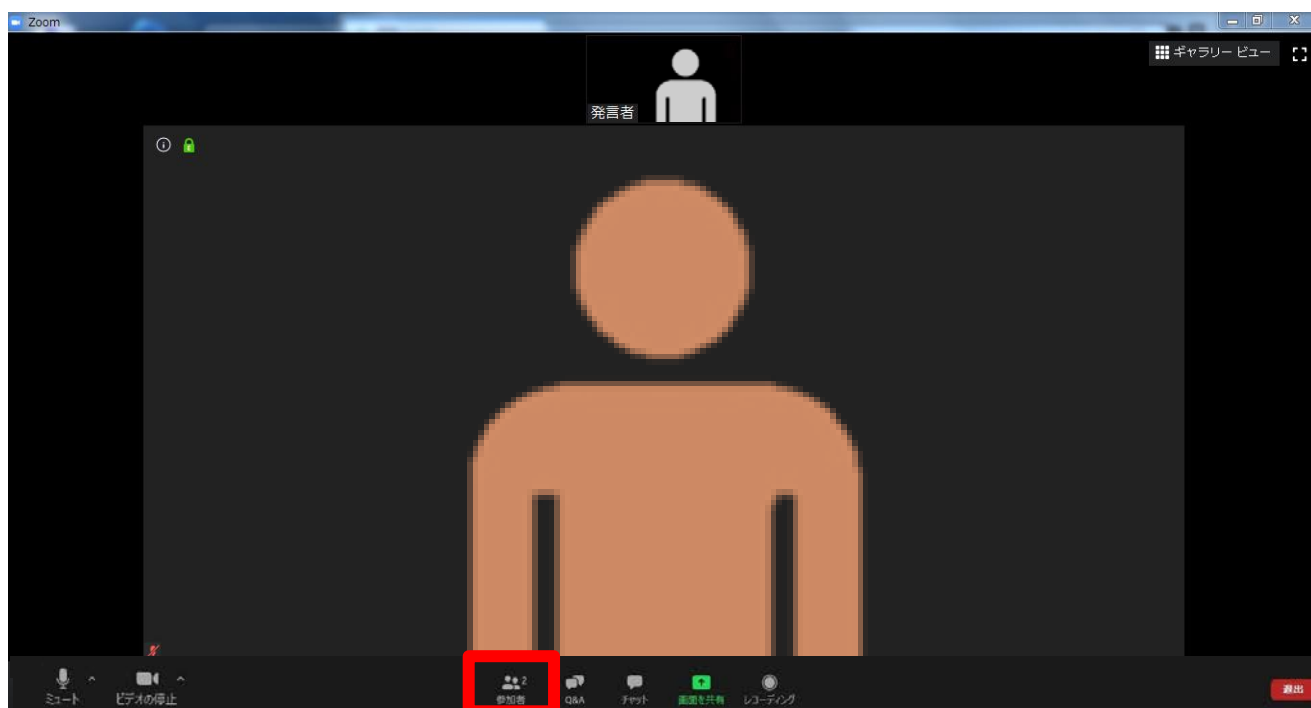 Zoom
ギャラリー ビュー
発言者
ミュート
ビデオの停止
2
参加者
Q&A
チャット
画面を共有
レコーディング
退出